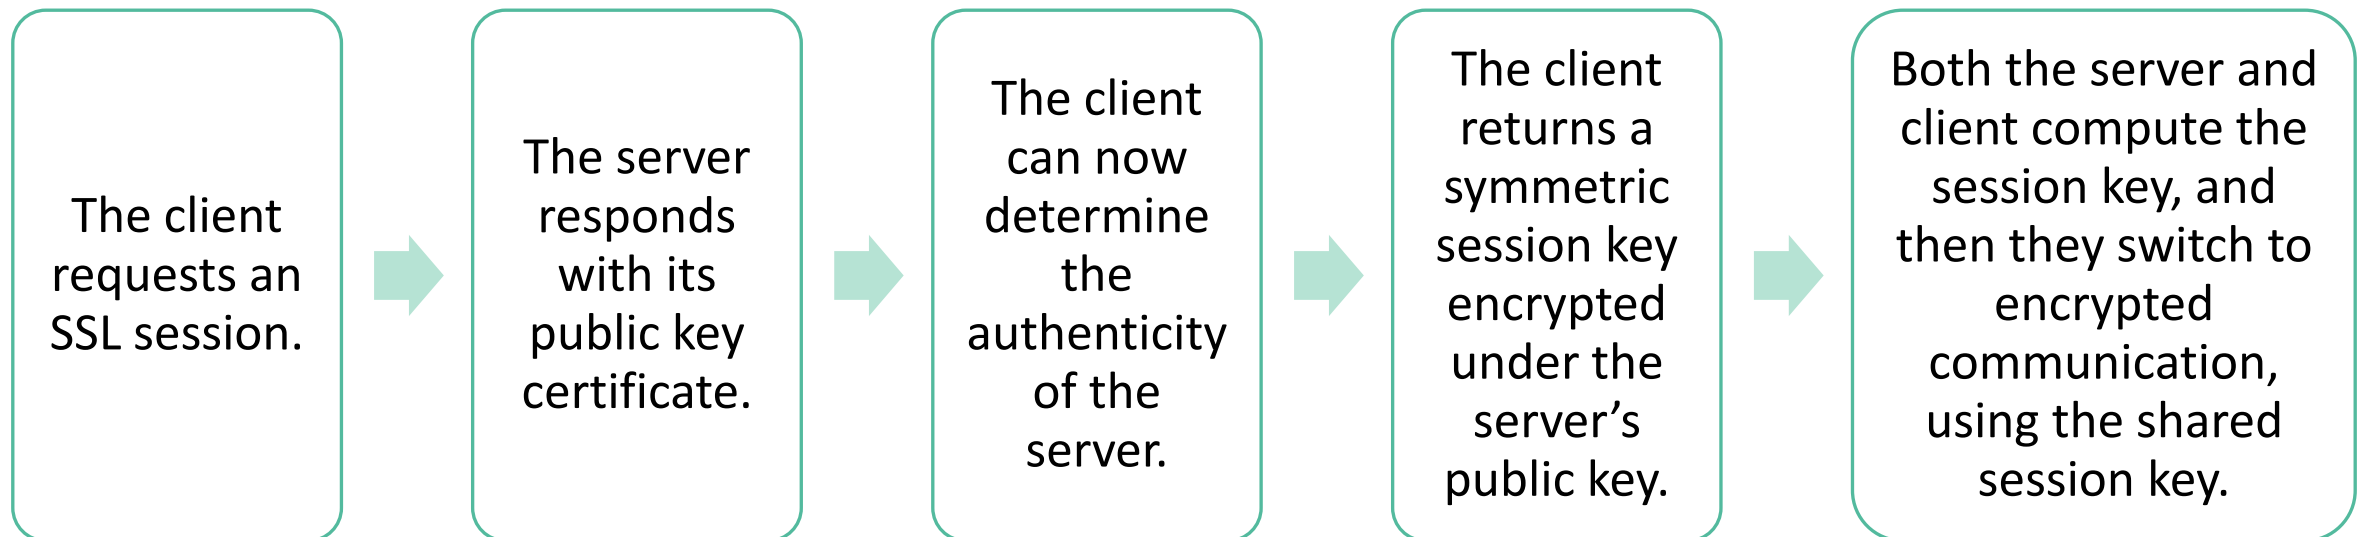 The client
requests an
SSL session.
The server
responds
with its
public key
certificate.
The client
can now
determine
the
authenticity
of the
server.
The client
returns a
symmetric
session key
encrypted
under the
server’s
public key.
Both the server and
client compute the
session key, and
then they switch to
encrypted
communication,
using the shared
session key.